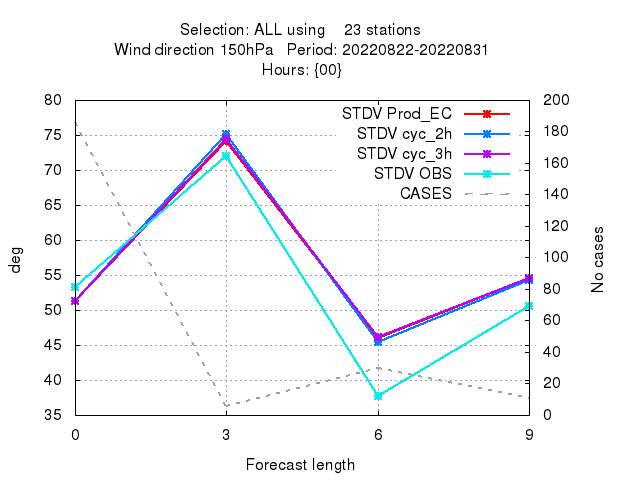 Selection: ALL using    23 stations
Wind direction 150hPa   Period: 20220822-20220831
Hours: {00}
80 200
STDV Prod_EC
75 180
STDV cyc_2h
STDV cyc_3h
70 160
STDV OBS
CASES
65 140
60 120
55 100
50 80
45 60
40 40
35 20
0
deg
No cases
0 3 6 9
Forecast length